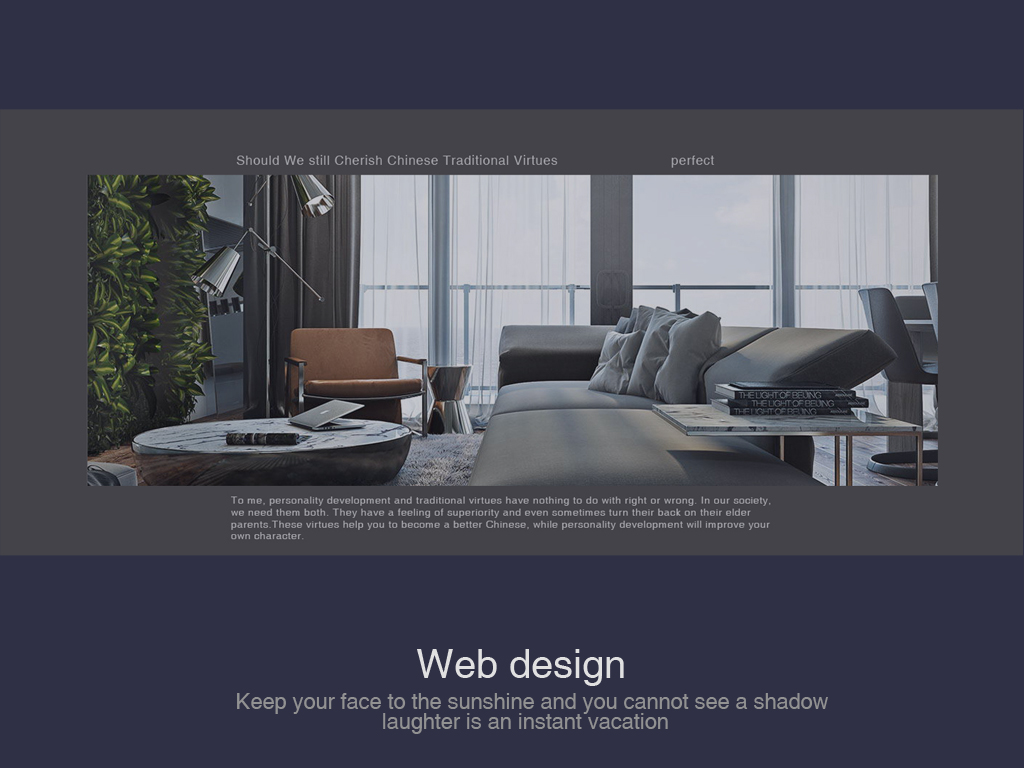 Should We still Cherish Chinese Traditional Virtues perfect
THE LIGHT OF BEIJING
THE LIGHT OF BEIJING
THE LIGHT OF BEIJING
To me, personality development and traditional virtues have nothing to do with right or wrong. In our society,
we need them both. They have a feeling of superiority and even sometimes turn their back on their elder
parents.These virtues help you to become a better Chinese, while personality development will improve your
own character.
Web design
Keep your face to the sunshine and you cannot see a shadow
laughter is an instant vacation